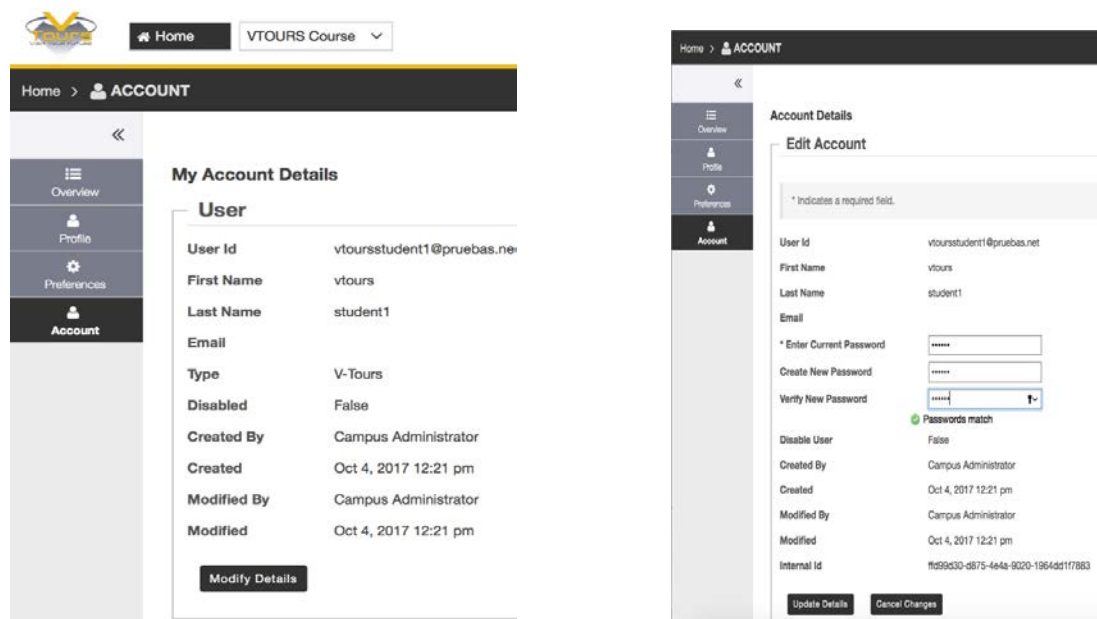 TOURS
Home
VTOURS Course
Home > ACCOUNT
«
Overview
Profile
Preferences
Account
My Account Details
User
User Id vtoursstudent1@pruebas.ne
First Name vtours
Last Name student1
Email
Type V-Tours
Disabled False
Created By Campus Administrator
Created Oct 4, 2017 12:21 pm
Modified By Campus Administrator
Modified Oct 4, 2017 12:21 pm
Modify Details
Home > ACCOUNT
«
Overview
Profile
Preferences
Account
Account Details
Edit Account
* Indicates a required field.
User Id vtoursstudent1@pruebas.net
First Name vtours
Last Name student1
Email
* Enter Current Password ••••••
Create New Password ••••••
Verify New Password ••••••
Passwords match
Disable User False
Created By Campus Administrator
Created Oct 4, 2017 12:21 pm
Modified By Campus Administrator
Modified Oct 4, 2017 12:21 pm
Internal Id ffd99d30-d875-4e4a-9020-1964dd1f7883
Update Details Cancel Changes